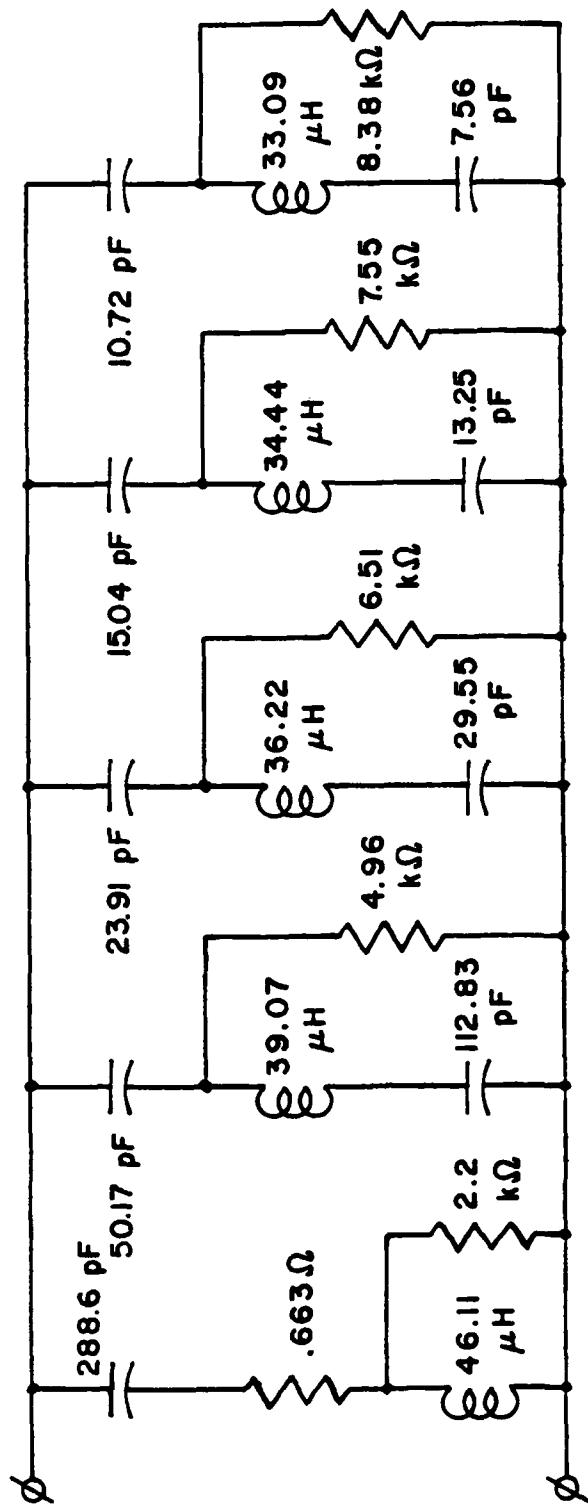 288.6 pF
.663Ω
46.11
μH
2.2
kΩ
50.17 pF
39.07
μH
112.83
pF
4.96
kΩ
23.91 pF
36.22
μH
29.55
pF
6.51
kΩ
15.04 pF
34.44
μH
13.25
pF
7.55
kΩ
10.72 pF
33.09
μH
8.38kΩ
7.56
pF